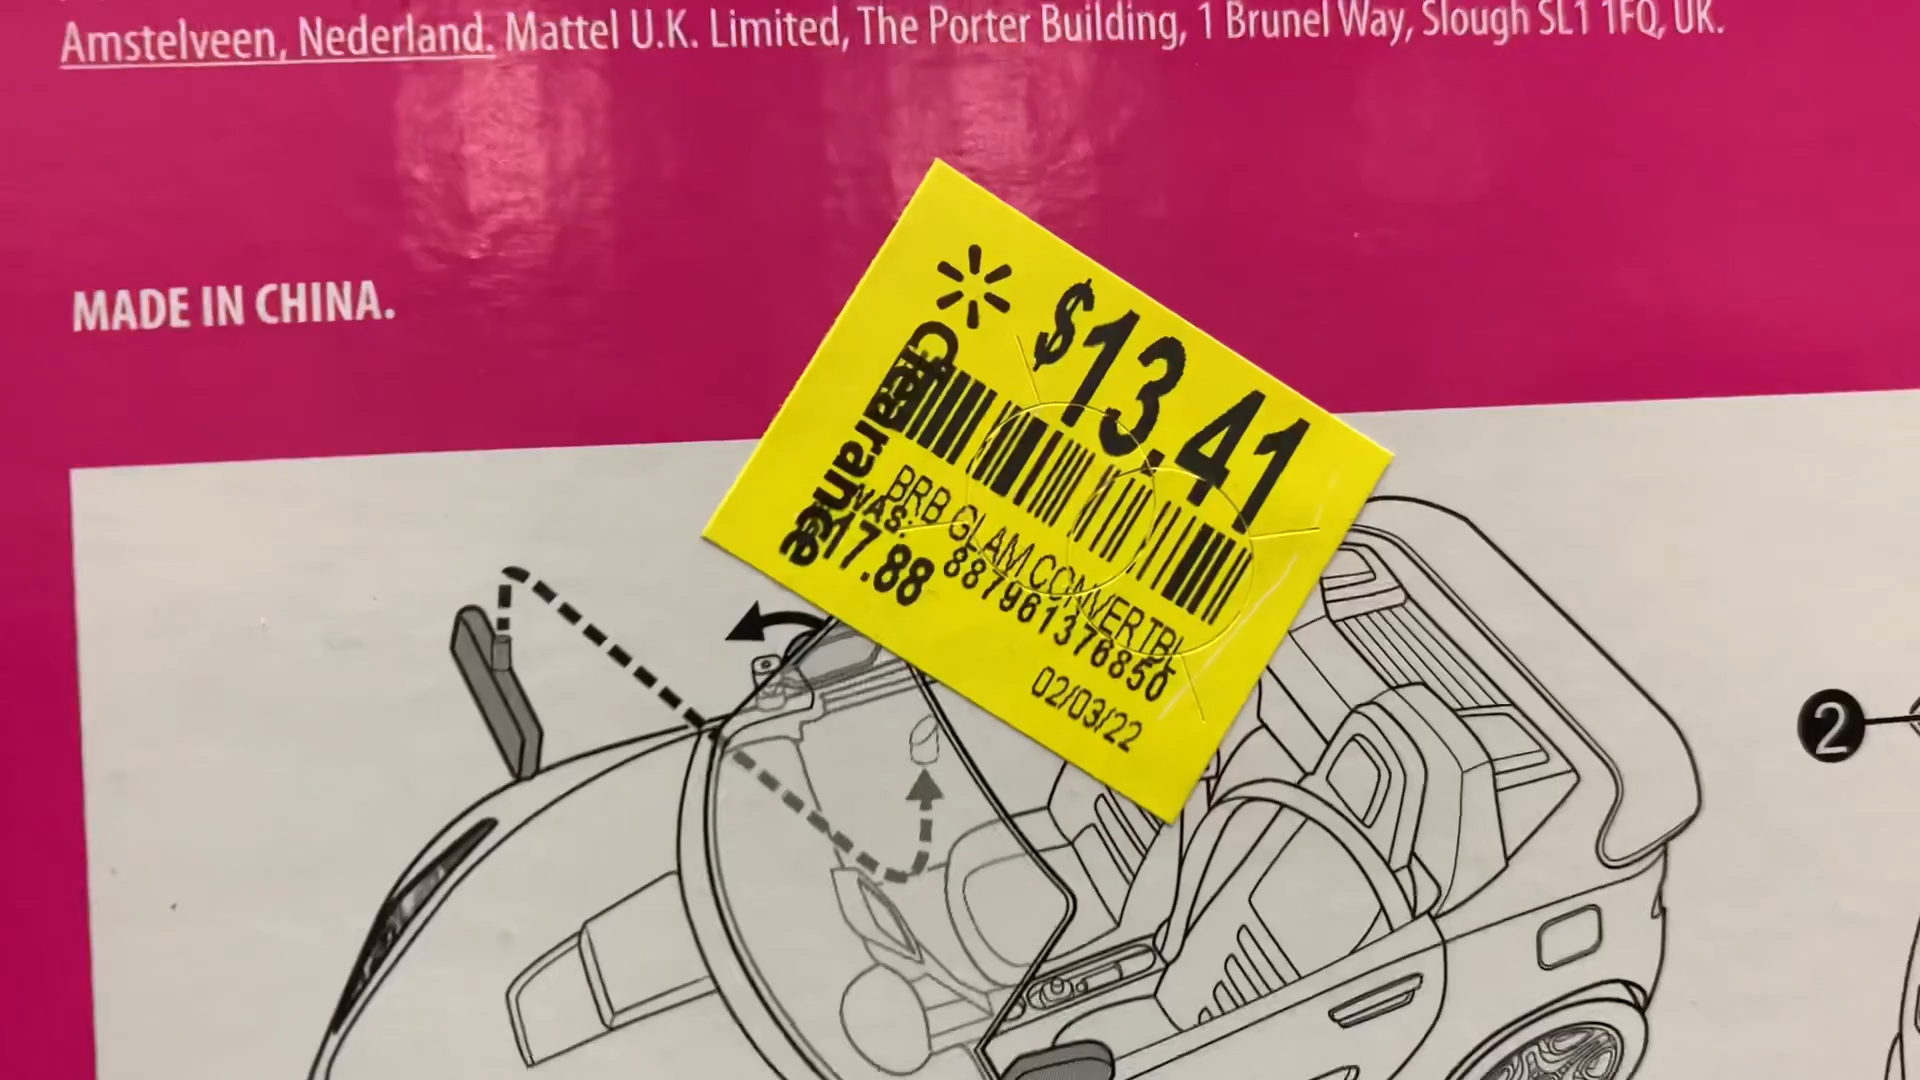 Amstelveen, Nederland. Mattel U.K. Limited, The Porter Building, 1 Brunel Way, Slough SL1 1FQ, UK.
MADE IN CHINA.
$13.41
Clearance
BRB GLAM CONVERTBL
WAS: 887961376850
17.88
02/03/22
2